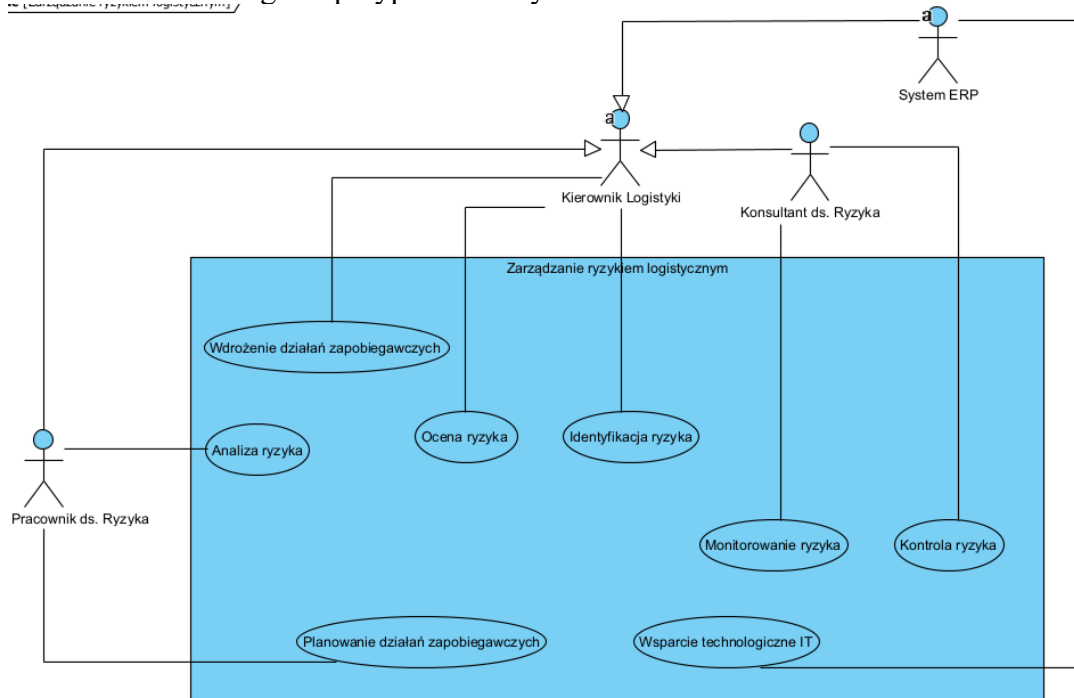 [Zarządzanie ryzykiem logistycznym]
a
System ERP
a
Kierownik Logistyki
Konsultant ds. Ryzyka
Zarządzanie ryzykiem logistycznym
Wdrożenie działań zapobiegawczych
Ocena ryzyka
Identyfikacja ryzyka
Analiza ryzyka
Pracownik ds. Ryzyka
Monitorowanie ryzyka
Kontrola ryzyka
Planowanie działań zapobiegawczych
Wsparcie technologiczne IT